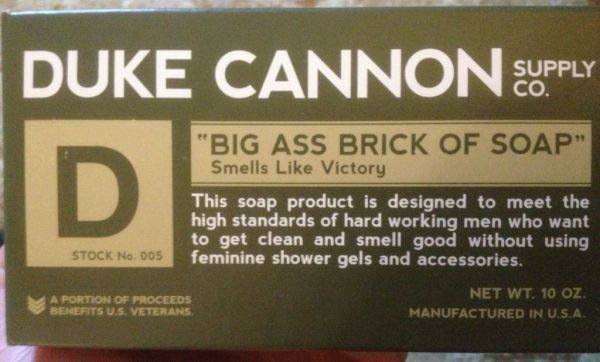 DUKE CANNON SUPPLY CO.
"BIG ASS BRICK OF SOAP"
Smells Like Victory
D
STOCK No. 005
This soap product is designed to meet the
high standards of hard working men who want
to get clean and smell good without using
feminine shower gels and accessories.
A PORTION OF PROCEEDS
BENEFITS U.S. VETERANS.
NET WT. 10 OZ.
MANUFACTURED IN U.S.A.